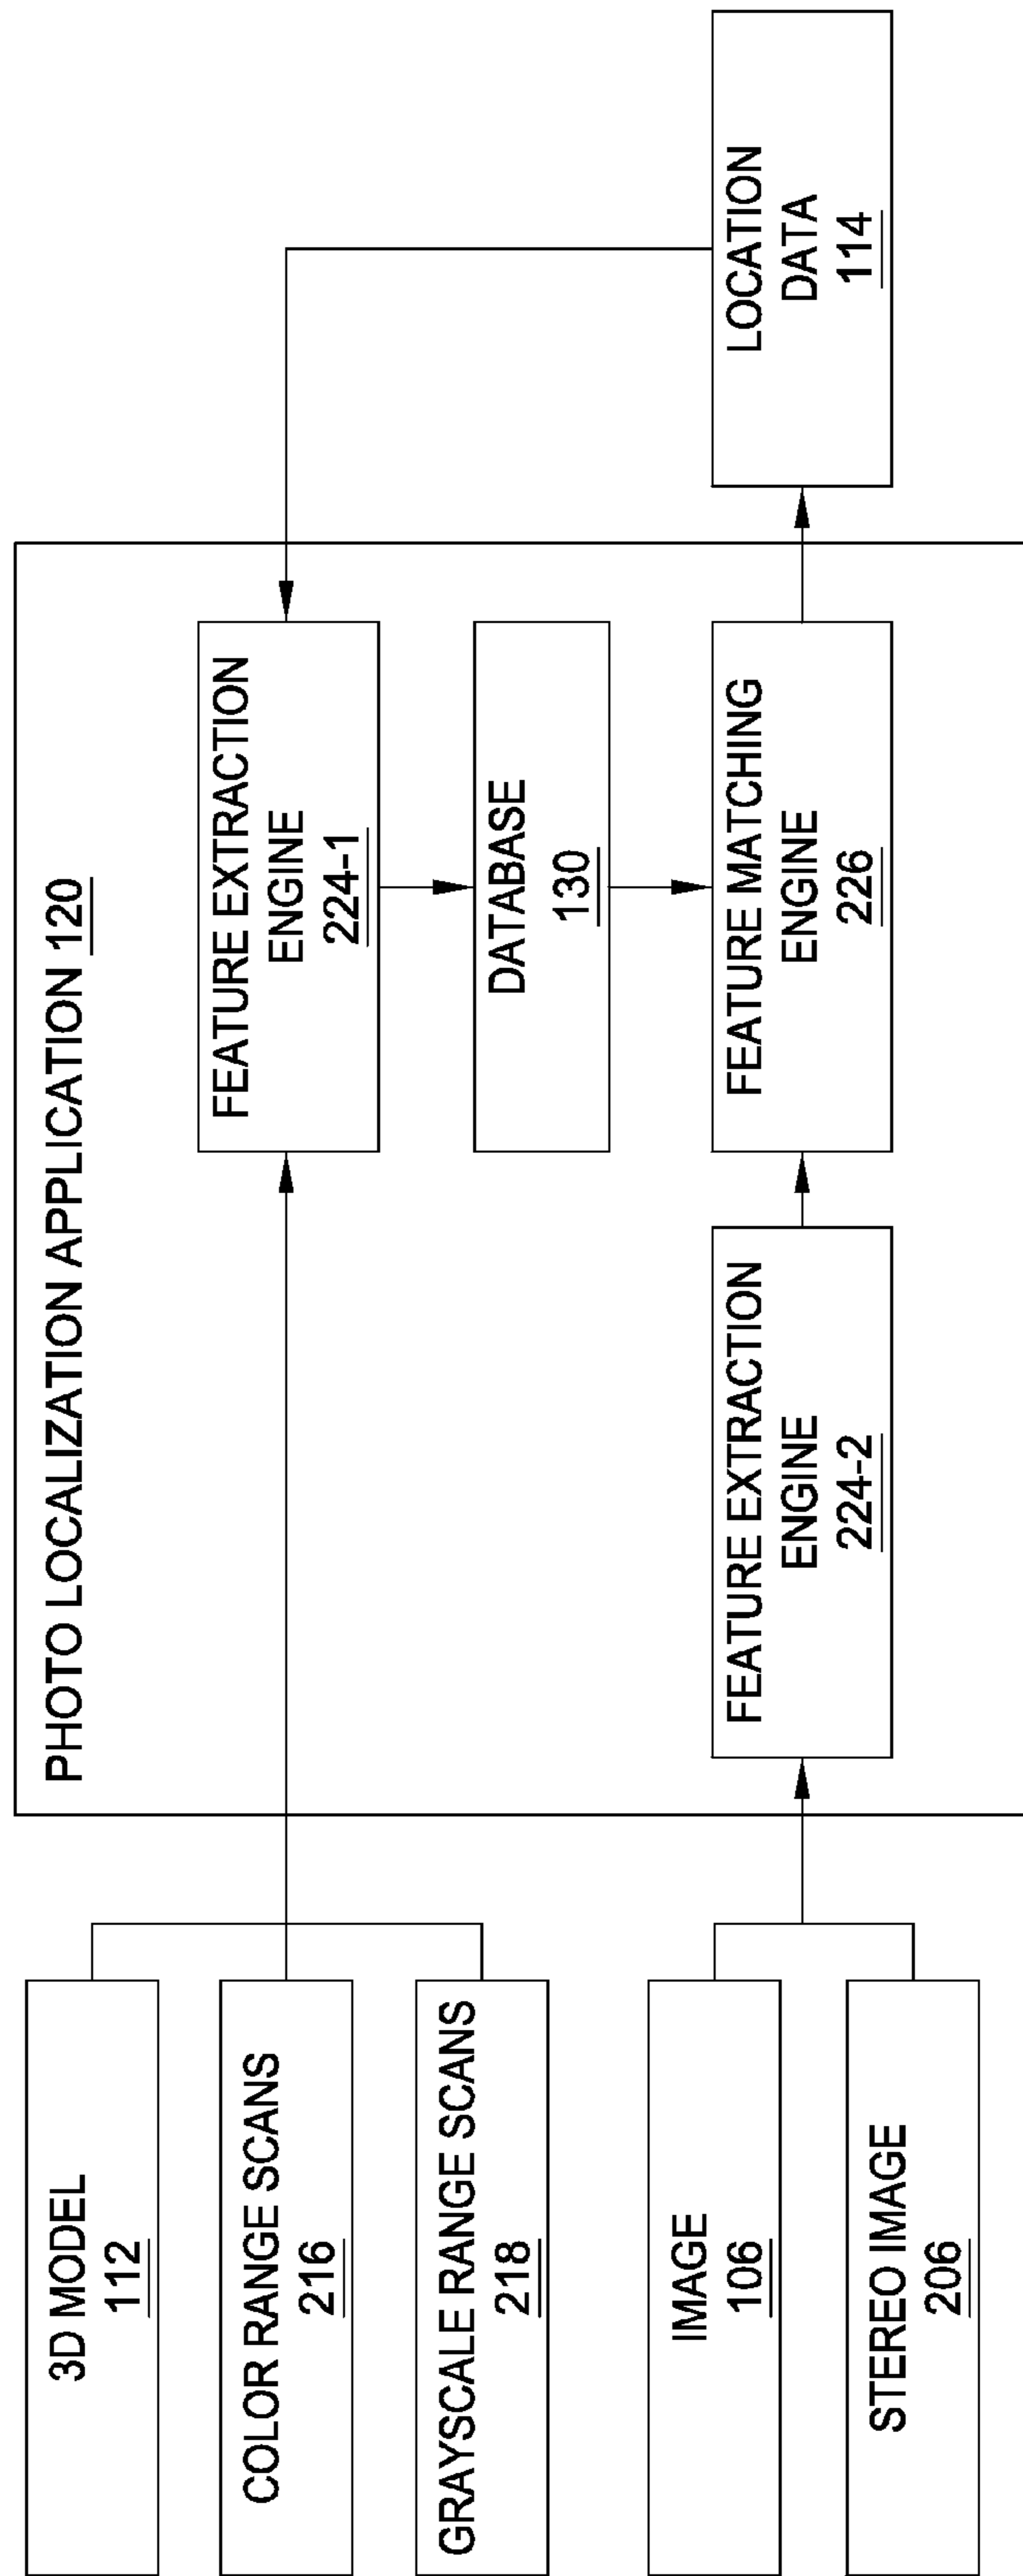 PHOTO LOCALIZATION APPLICATION 120
3D MODEL
112
COLOR RANGE SCANS
216
GRAYSCALE RANGE SCANS
218
IMAGE
106
STEREO IMAGE
206
FEATURE EXTRACTION
ENGINE
224-1
DATABASE
130
FEATURE EXTRACTION
ENGINE
224-2
FEATURE MATCHING
ENGINE
226
LOCATION
DATA
114